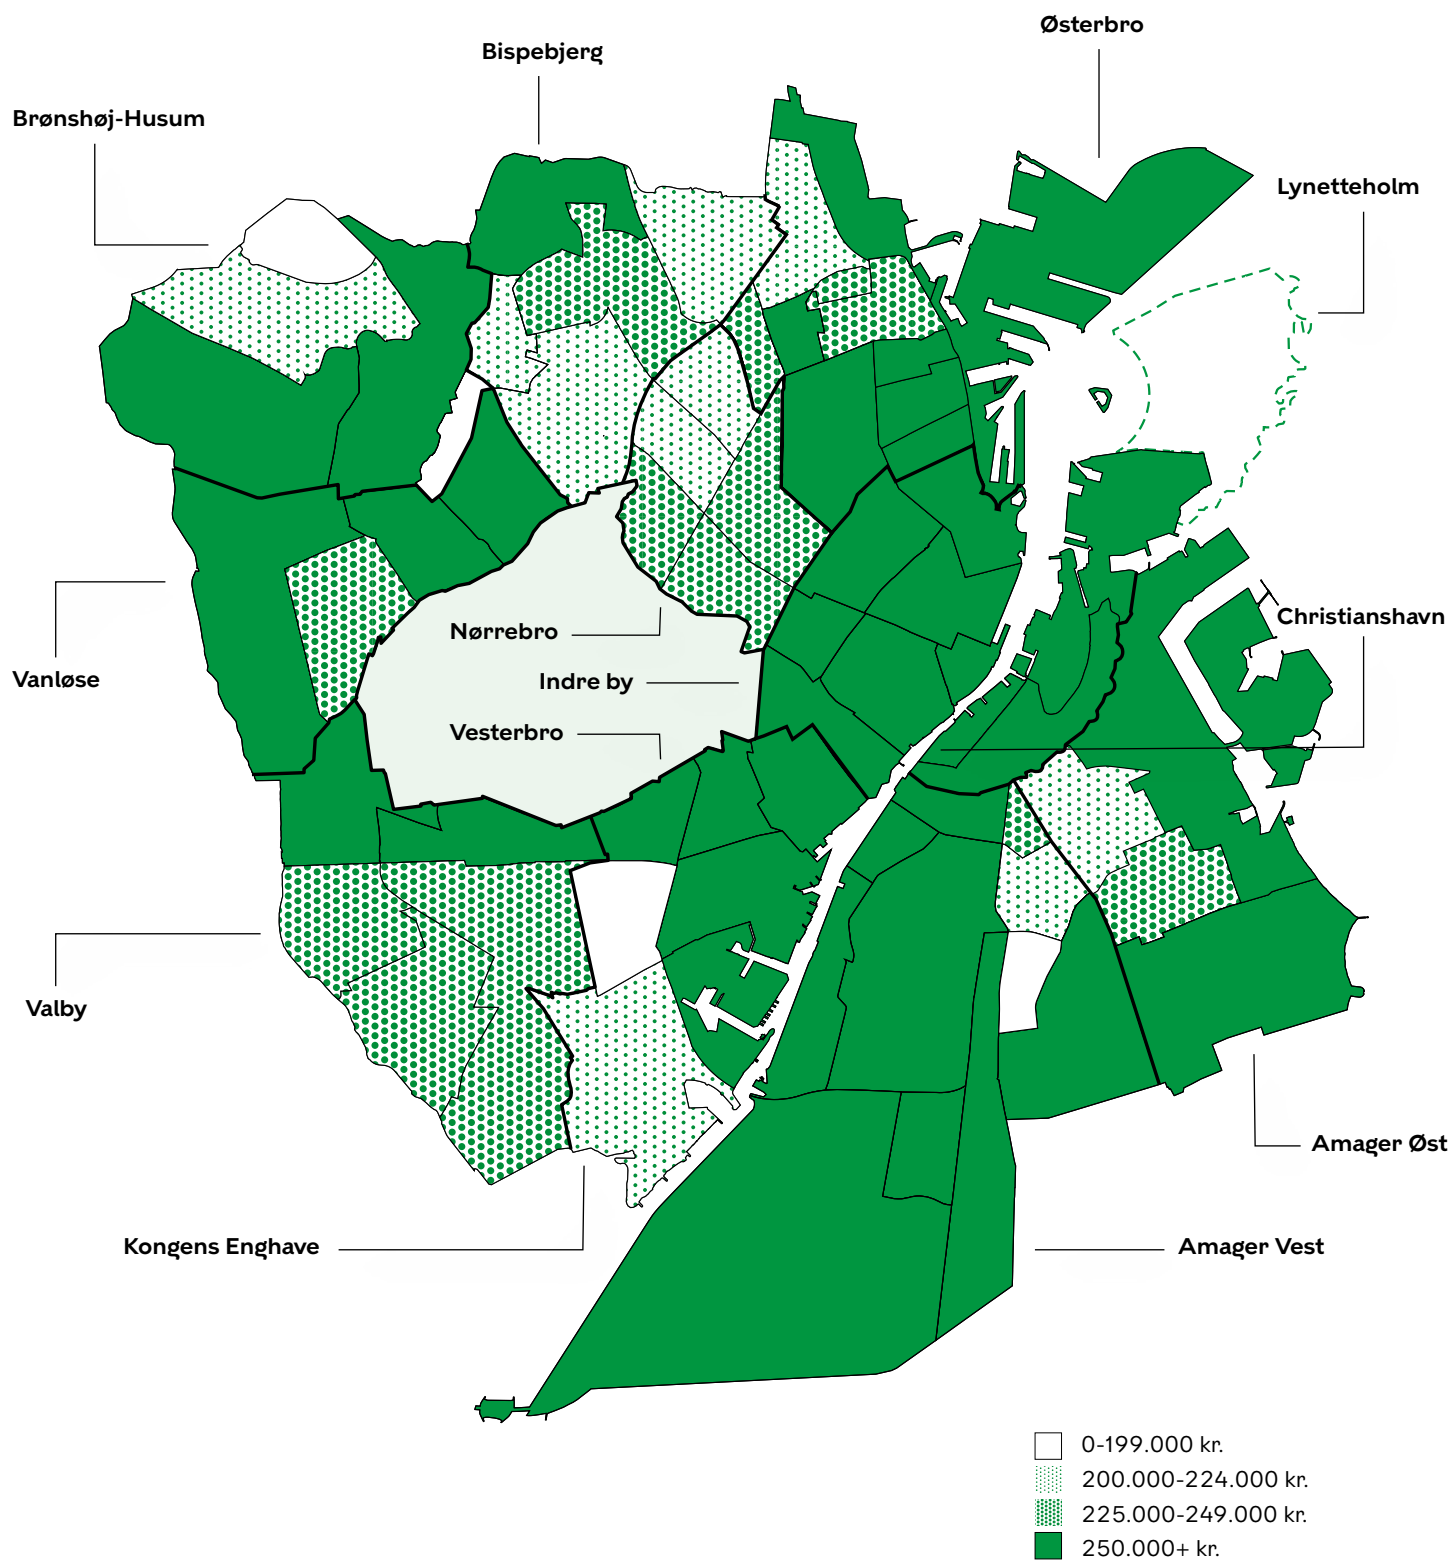 Østerbro
Bispebjerg
Brønshøj-Husum
Lynetteholm
Christianshavn
Nørrebro
Vanløse
Indre by
Vesterbro
Valby
Amager Øst
Kongens Enghave
Amager Vest
0-199.000 kr.
200.000-224.000 kr.
225.000-249.000 kr.
250.000+ kr.